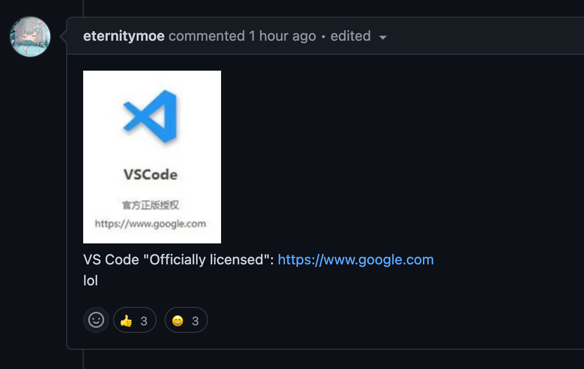 eternitymoe commented 1 hour ago • edited
VSCode
官方正版授权
https://www.google.com
VS Code "Officially licensed": https://www.google.com
lol
👍 3 😄 3